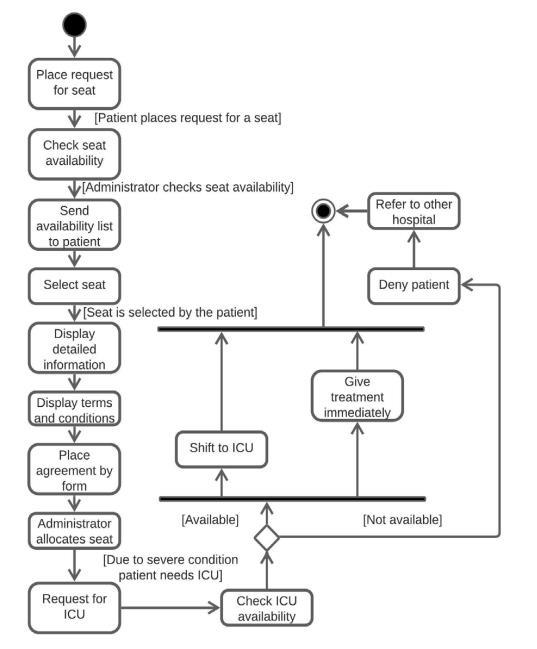 Place request
for seat
[Patient places request for a seat]
Check seat
availability
[Administrator checks seat availability]
Send
availability list
to patient
Select seat
[Seat is selected by the patient]
Display
detailed
information
Display terms
and conditions
Place
agreement by
form
Administrator
allocates seat
[Due to severe condition
patient needs ICU]
Request for
ICU
Check ICU
availability
[Available]
[Not available]
Shift to ICU
Give
treatment
immediately
Deny patient
Refer to other
hospital